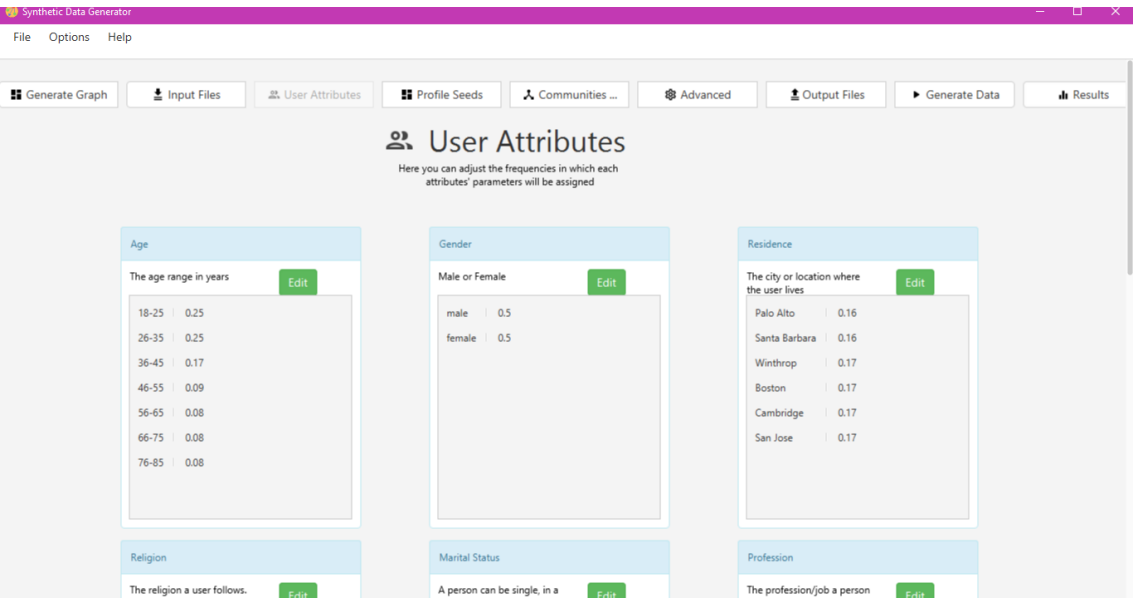 Synthetic Data Generator
File Options Help
Generate Graph Input Files User Attributes Profile Seeds Communities ... Advanced Output Files Generate Data Results
User Attributes
Here you can adjust the frequencies in which each
attributes' parameters will be assigned
Age
The age range in years
Edit
18-25 0.25
26-35 0.25
36-45 0.17
46-55 0.09
56-65 0.08
66-75 0.08
76-85 0.08
Gender
Male or Female
Edit
male 0.5
female 0.5
Residence
The city or location where
the user lives
Edit
Palo Alto 0.16
Santa Barbara 0.16
Winthrop 0.17
Boston 0.17
Cambridge 0.17
San Jose 0.17
Religion
The religion a user follows.
Edit
Marital Status
A person can be single, in a
Edit
Profession
The profession/job a person
Edit